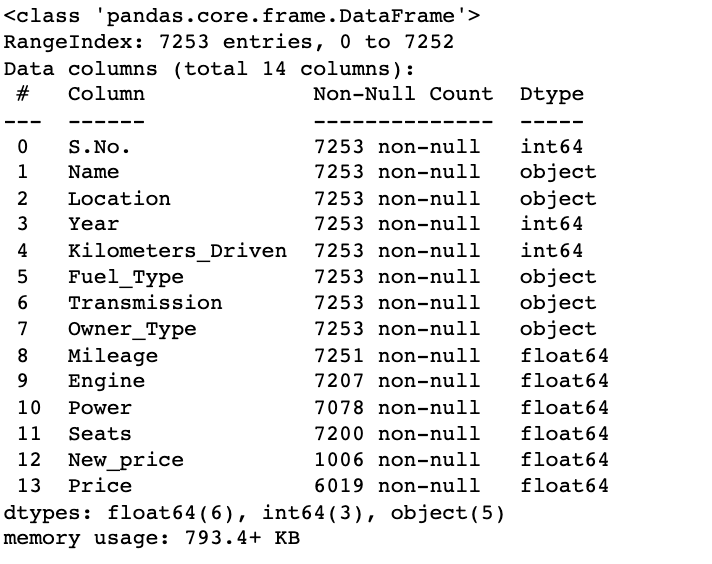 <class 'pandas.core.frame.DataFrame'>
RangeIndex: 7253 entries, 0 to 7252
Data columns (total 14 columns):
 #   Column             Non-Null Count  Dtype
---  ------             --------------  -----
 0   S.No.              7253 non-null   int64
 1   Name               7253 non-null   object
 2   Location           7253 non-null   object
 3   Year               7253 non-null   int64
 4   Kilometers_Driven  7253 non-null   int64
 5   Fuel_Type          7253 non-null   object
 6   Transmission       7253 non-null   object
 7   Owner_Type         7253 non-null   object
 8   Mileage            7251 non-null   float64
 9   Engine             7207 non-null   float64
 10  Power              7078 non-null   float64
 11  Seats              7200 non-null   float64
 12  New_price          1006 non-null   float64
 13  Price              6019 non-null   float64
dtypes: float64(6), int64(3), object(5)
memory usage: 793.4+ KB